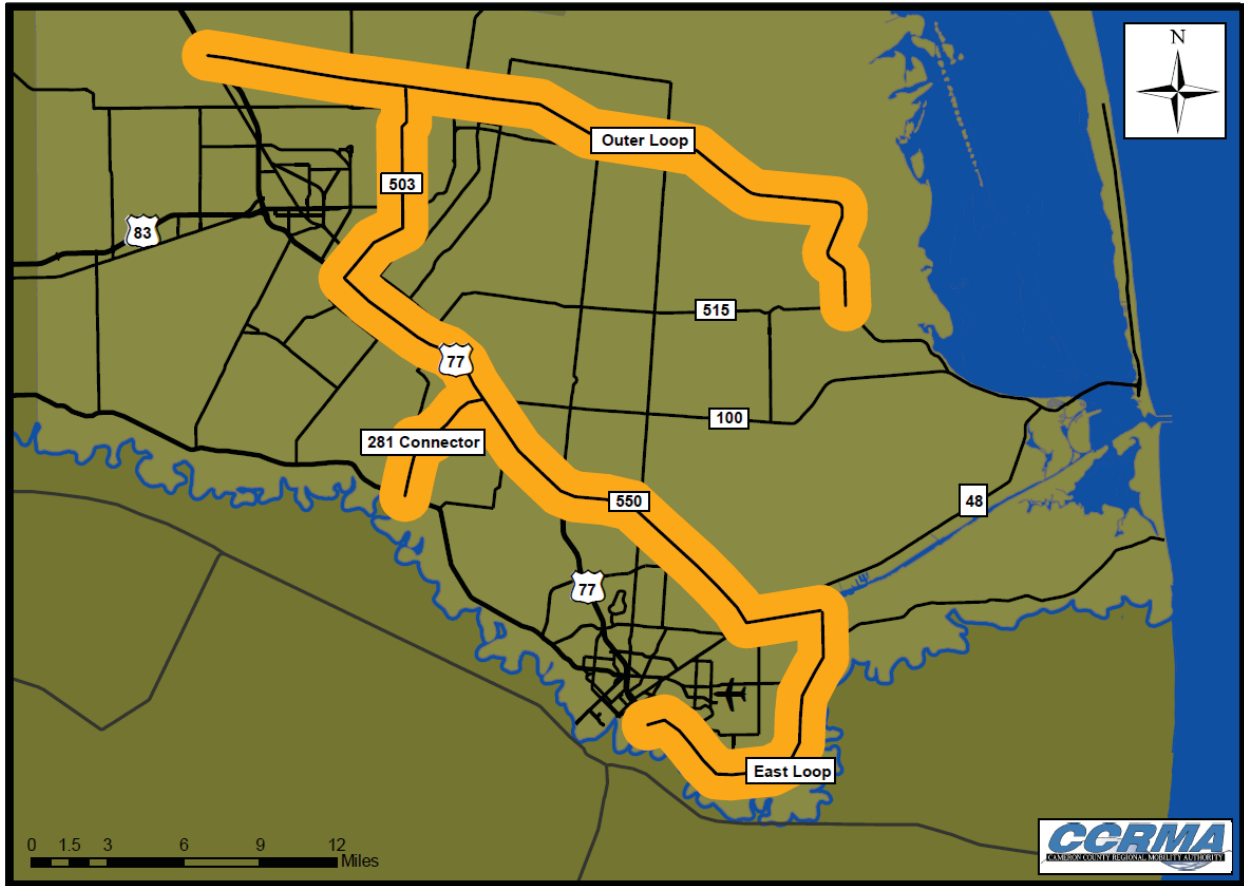 N
Outer Loop
503
83
515
77
100
281 Connector
550
48
77
East Loop
0 1.5 3 6 9 12
Miles
CCRMA
CAMERON COUNTY REGIONAL MOBILITY AUTHORITY